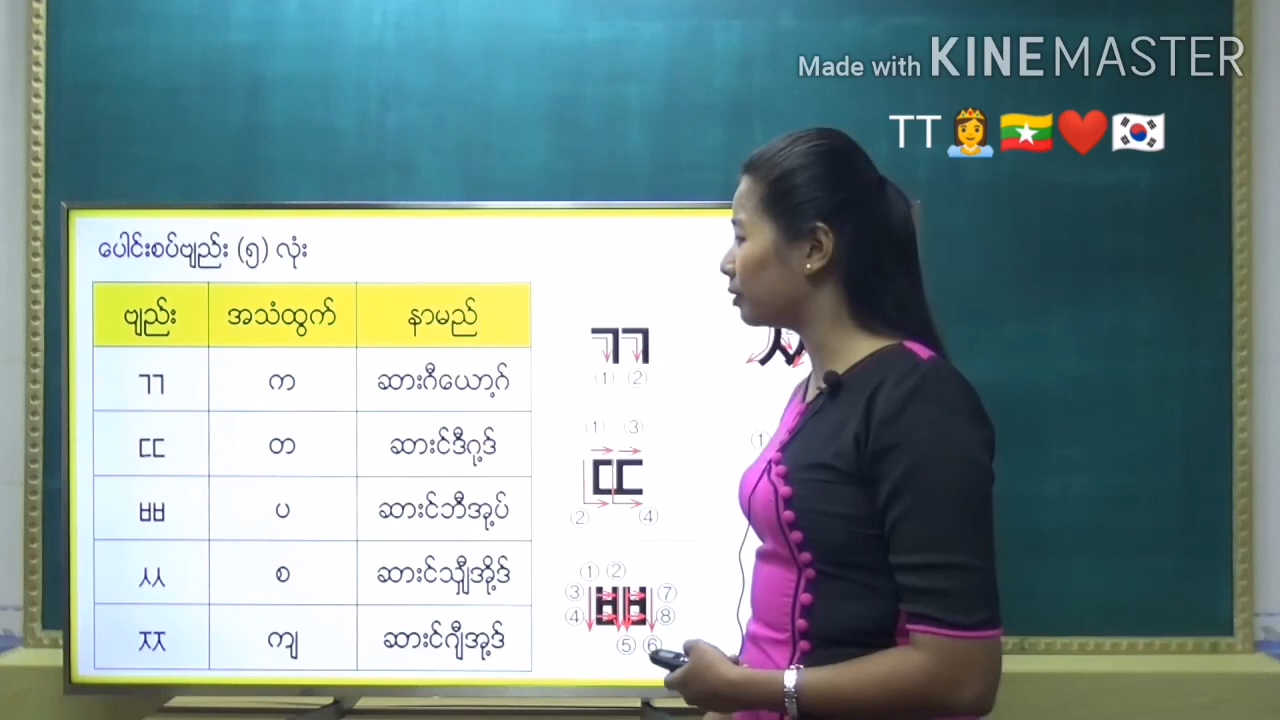 Made with KINEMASTER
TT👸🇲🇲❤️🇰🇷
ပေါင်းစပ်ဗျည်း (၅) လုံး
ဗျည်း အသံထွက် နာမည်
ㄲ က ဆားဂီယော့ဂ်
ㄸ တ ဆားင်ဒီဂု့ဒ်
ㅃ ပ ဆားင်ဘီအု့ပ်
ㅆ စ ဆားင်သျှီအို့ဒ်
ㅉ ကျ ဆားင်ဂျီအု့ဒ်
ㄲ
(1) (2)
(1) (3)
ㄸ
(2) (4)
① ②
③ ㅃ ⑦
④ ⑧
⑤ ⑥
①